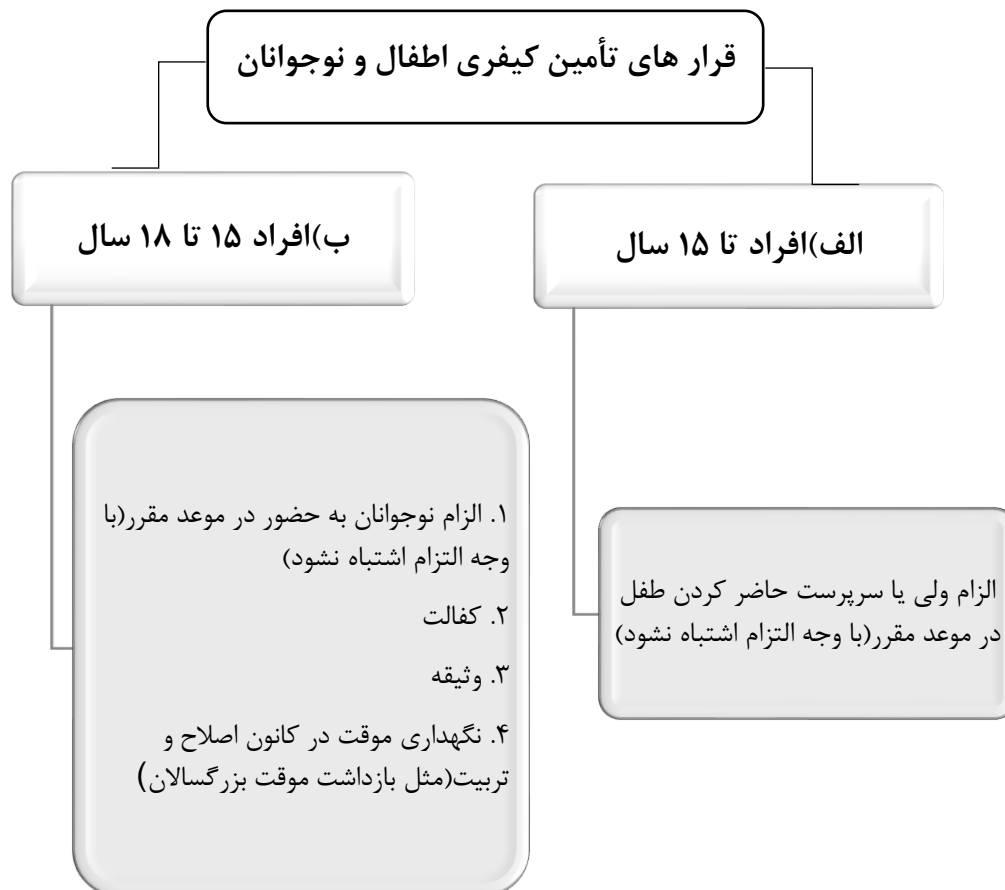 قرار های تأمین کیفری اطفال و نوجوانان
الف)افراد تا ۱۵ سال
ب)افراد ۱۵ تا ۱۸ سال
الزام ولی یا سرپرست حاضر کردن طفل
در موعد مقرر(با وجه التزام اشتباه نشود)
۱. الزام نوجوانان به حضور در موعد مقرر(با
وجه التزام اشتباه نشود)
۲. کفالت
۳. وثیقه
۴. نگهداری موقت در کانون اصلاح و
تربیت(مثل بازداشت موقت بزرگسالان)